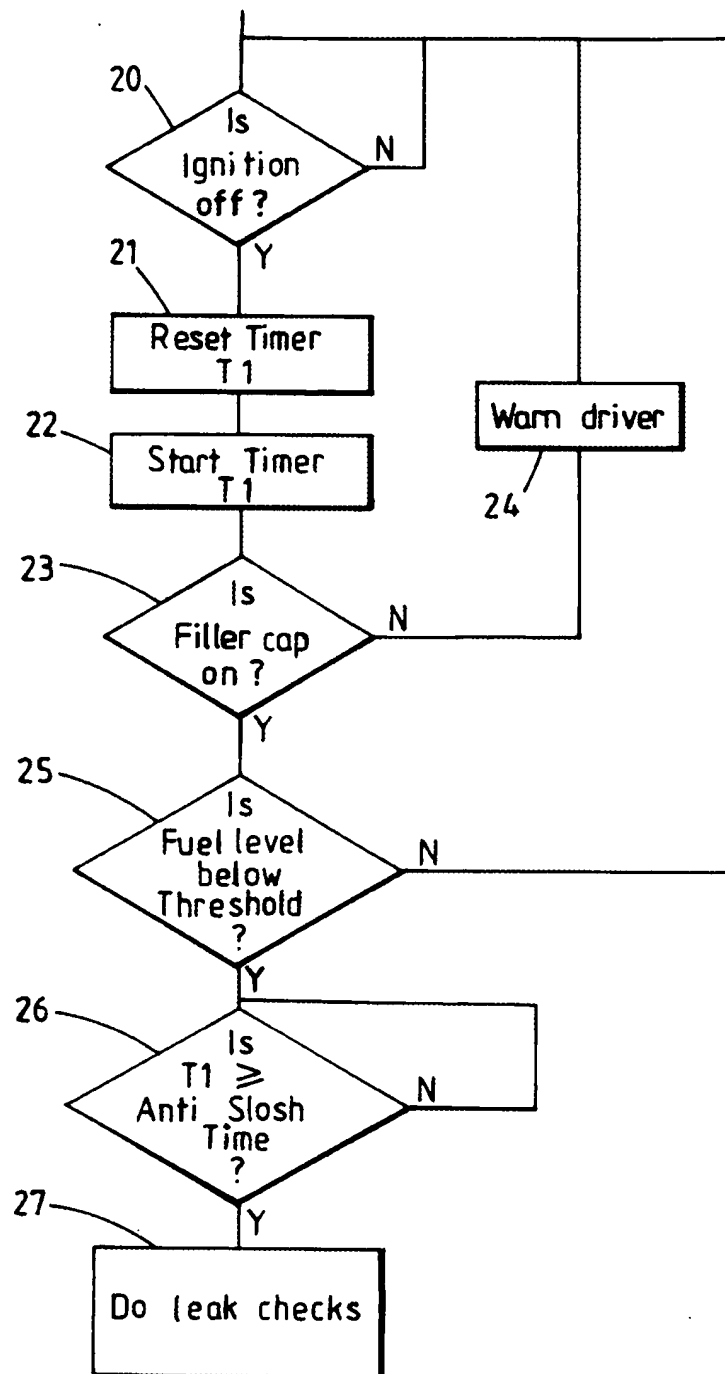 20
Is
Ignition
off ?
N
Y
21
Reset Timer
T1
22
Start Timer
T1
Warn driver
24
23
Is
Filler cap
on ?
N
Y
25
Is
Fuel level
below
Threshold
?
N
Y
26
Is
T1 ⩾
Anti Slosh
Time
?
N
Y
27
Do leak checks